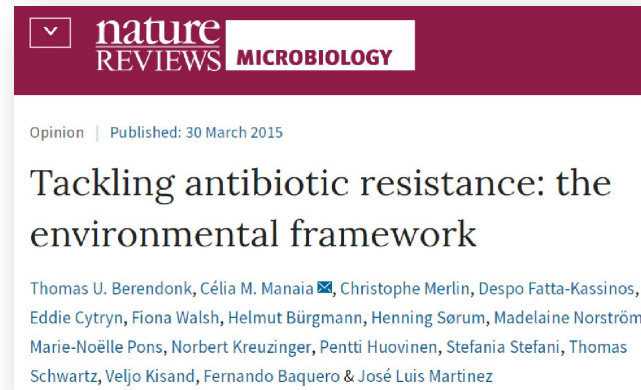 nature
REVIEWS MICROBIOLOGY
Opinion | Published: 30 March 2015
Tackling antibiotic resistance: the
environmental framework
Thomas U. Berendonk, Célia M. Manaia, Christophe Merlin, Despo Fatta-Kassinos,
Eddie Cytryn, Fiona Walsh, Helmut Bürgmann, Henning Sørum, Madelaine Norström
Marie-Noëlle Pons, Norbert Kreuzinger, Pentti Huovinen, Stefania Stefani, Thomas
Schwartz, Veljo Kisand, Fernando Baquero & José Luis Martinez